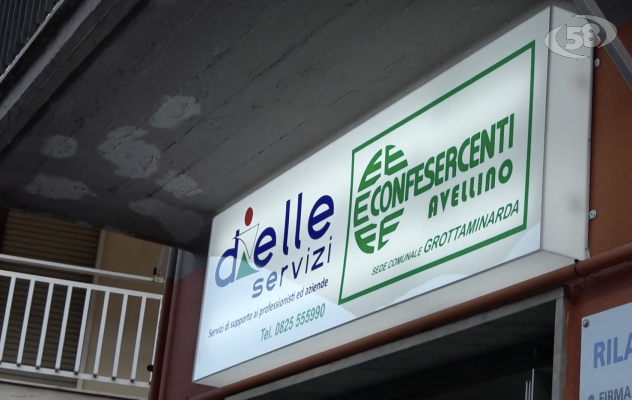 58
dielle
servizi
Servizi di supporto ai professionisti ed aziende
Tel. 0825 555990
CONFESERCENTI
AVELLINO
SEDE COMUNALE GROTTAMINARDA
RILA
FIRMA